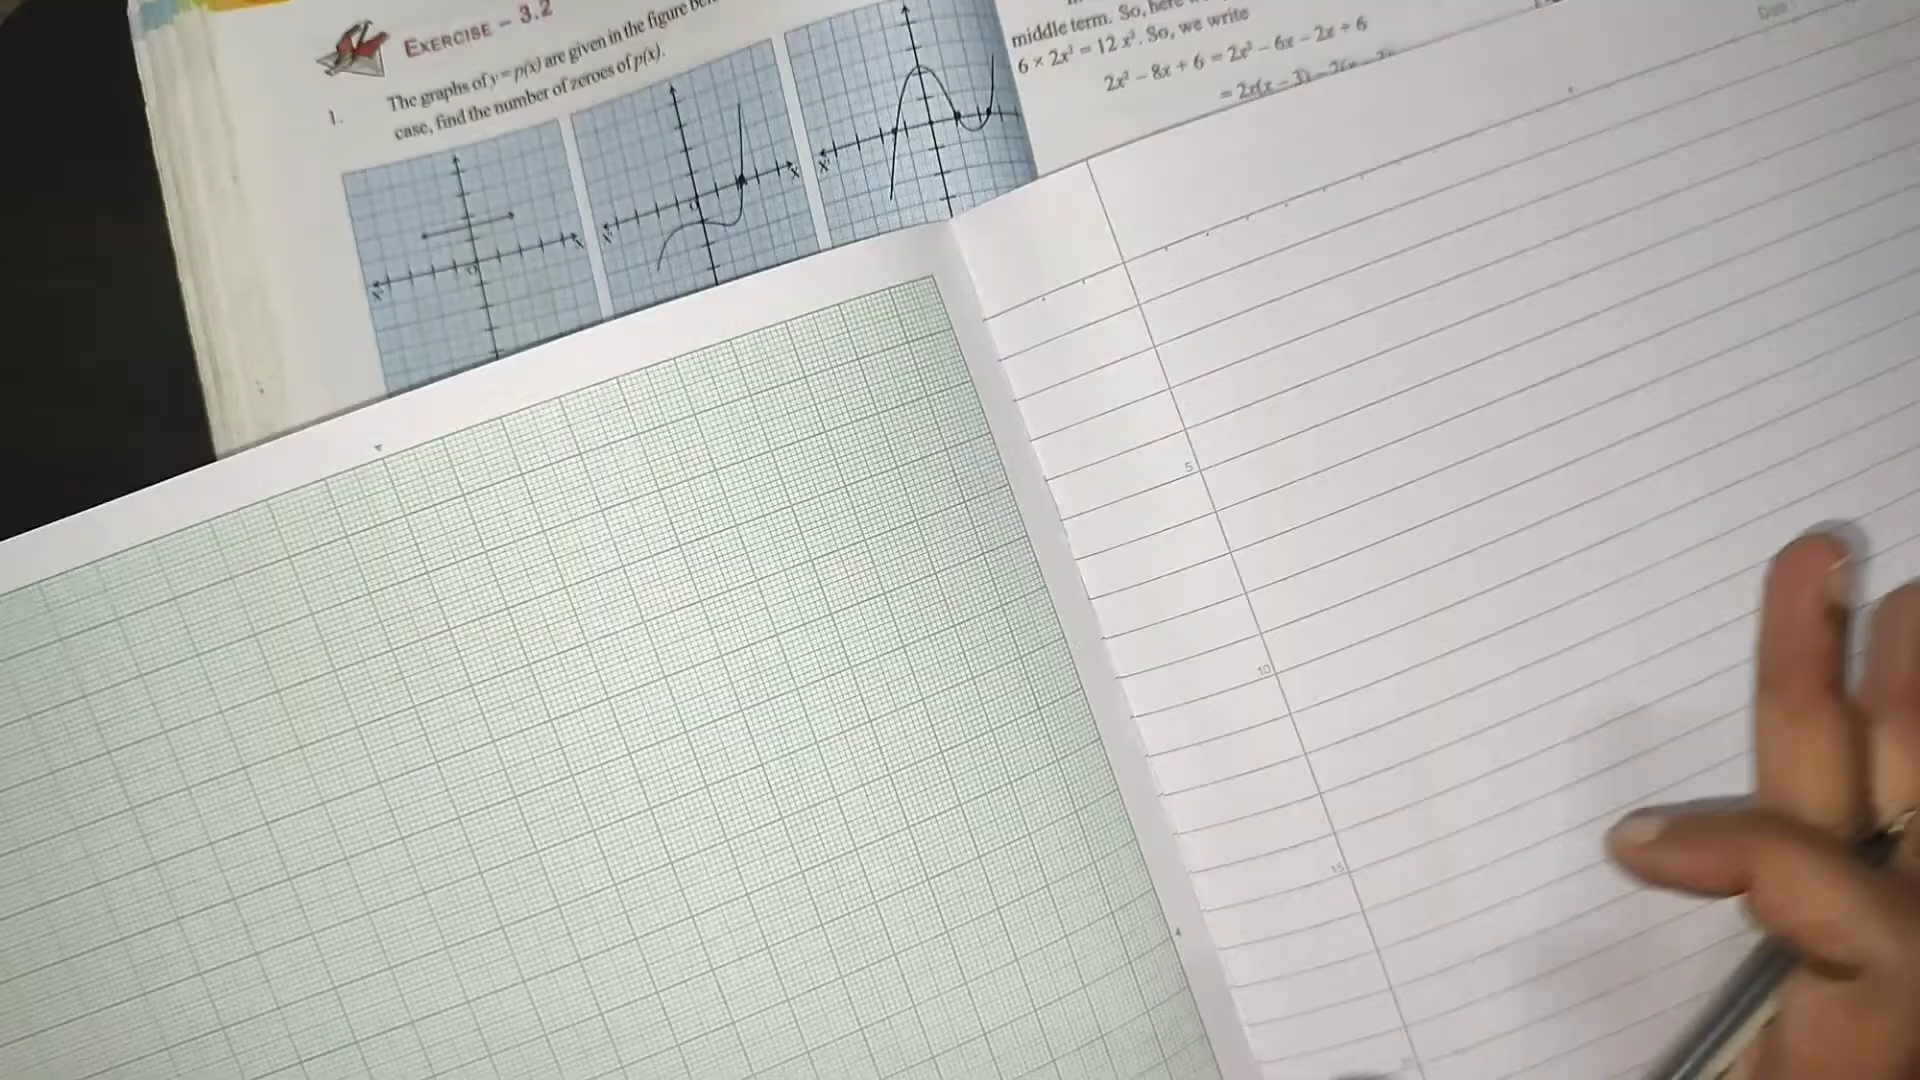 EXERCISE – 3.2
1. The graphs of y = p(x) are given in the figure
case, find the number of zeroes of p(x).
X' O X
X' O X
X'
middle term. So, here
6 × 2x² = 12 x². So, we write
2x² – 8x + 6 = 2x² – 6x – 2x + 6
= 2x(x – 3) –
5
10
15